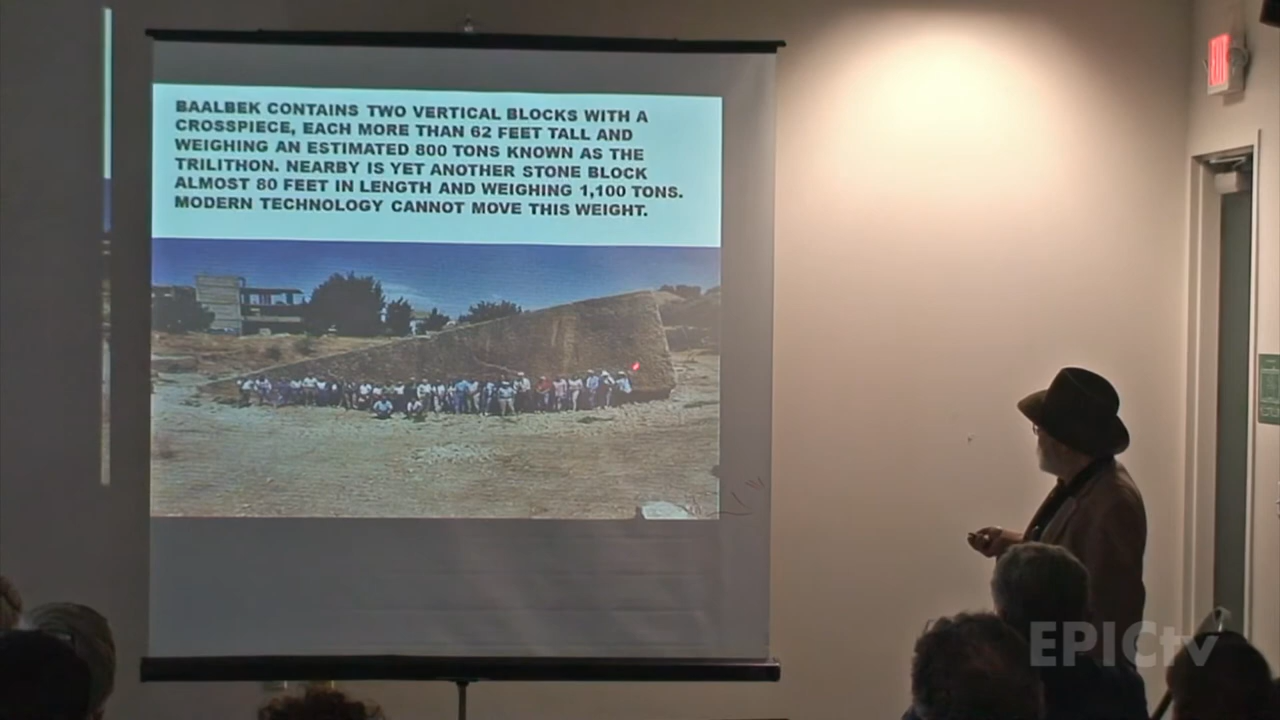 BAALBEK CONTAINS TWO VERTICAL BLOCKS WITH A
CROSSPIECE, EACH MORE THAN 62 FEET TALL AND
WEIGHING AN ESTIMATED 800 TONS KNOWN AS THE
TRILITHON. NEARBY IS YET ANOTHER STONE BLOCK
ALMOST 80 FEET IN LENGTH AND WEIGHING 1,100 TONS.
MODERN TECHNOLOGY CANNOT MOVE THIS WEIGHT.
EXIT
EPICtv